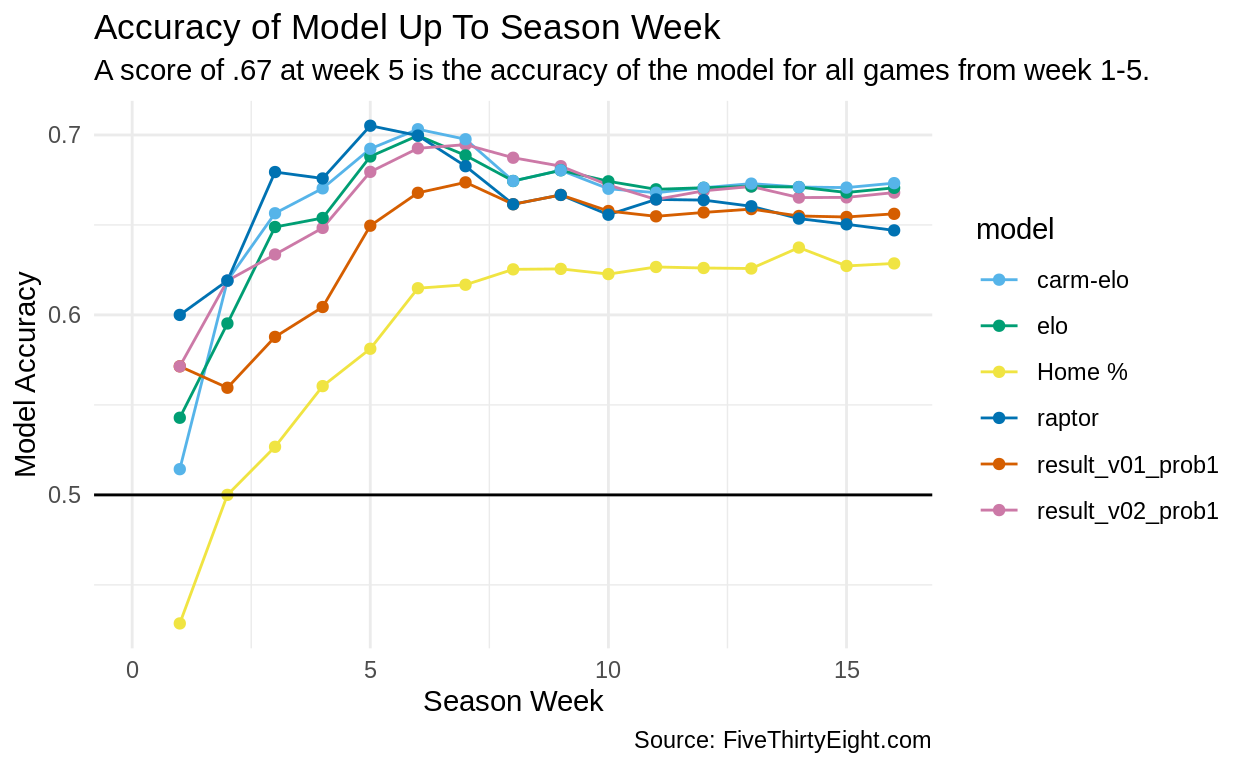 Accuracy of Model Up To Season Week
A score of .67 at week 5 is the accuracy of the model for all games from week 1-5.
Model Accuracy
0.7
0.6
0.5
0
5
10
15
Season Week
model
carm-elo
elo
Home %
raptor
result_v01_prob1
result_v02_prob1
Source: FiveThirtyEight.com